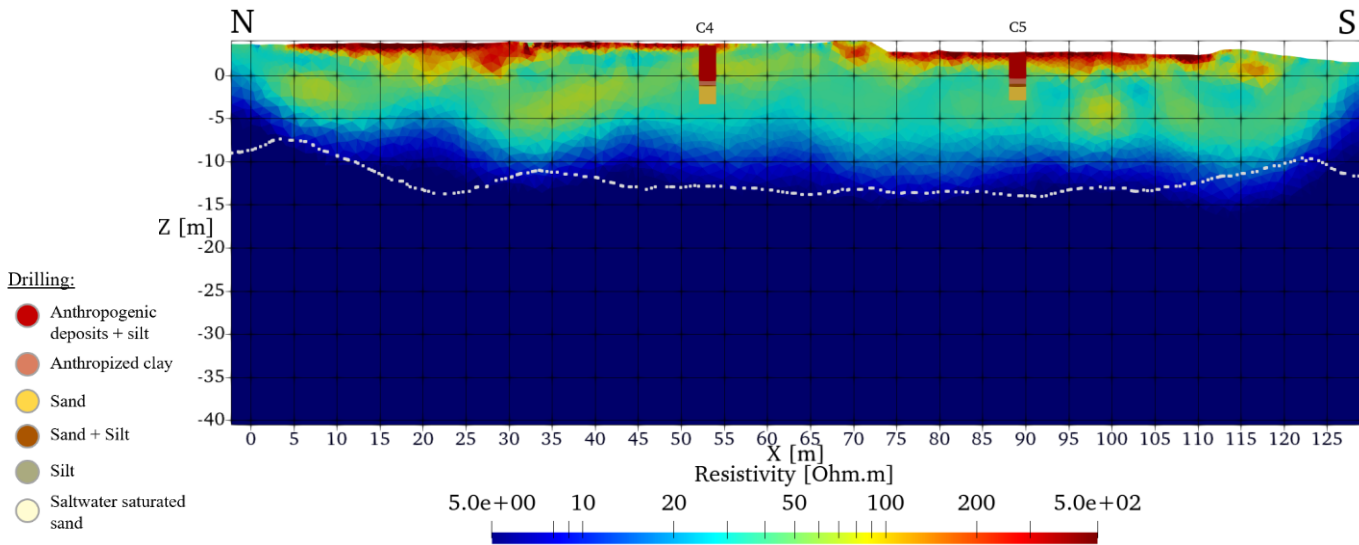 N
C4
C5
S
0
-5
-10
-15
Z [m]
-20
-25
-30
-35
-40
0 5 10 15 20 25 30 35 40 45 50 55 60 65 70 75 80 85 90 95 100 105 110 115 120 125
X [m]
Resistivity [Ohm.m]
5.0e+00 10 20 50 100 200 5.0e+02
Drilling:
Anthropogenic
deposits + silt
Anthropized clay
Sand
Sand + Silt
Silt
Saltwater saturated
sand